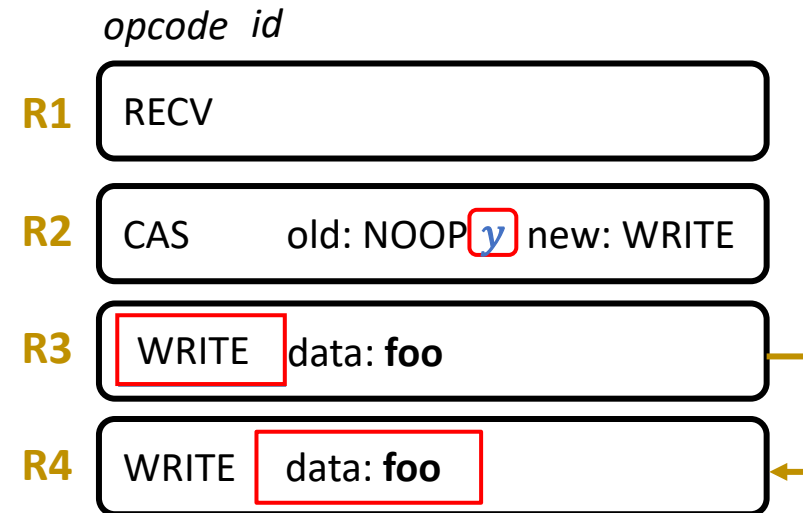 opcode id
R1 RECV
R2 CAS old: NOOP y new: WRITE
R3 WRITE data: foo
R4 WRITE data: foo